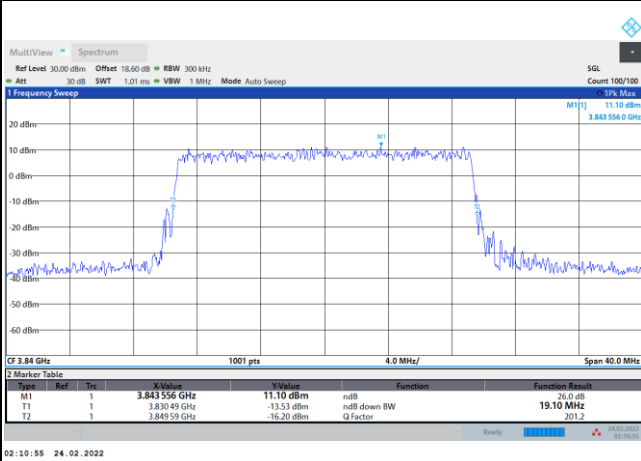 MultiView Spectrum
Ref Level 30.00 dBm Offset 18.60 dB RBW 300 kHz SGL
Att 30 dB SWT 1.01 ms VBW 1 MHz Mode Auto Sweep Count 100/100
1 Frequency Sweep 1Pk Max
M1[1] 11.10 dBm
3.843 556 0 GHz
20 dBm
M1
10 dBm
0 dBm
-10 dBm
-20 dBm
-30 dBm
-40 dBm
-50 dBm
-60 dBm
CF 3.84 GHz 1001 pts 4.0 MHz/ Span 40.0 MHz
2 Marker Table
Type Ref Trc X-Value Y-Value Function Function Result
M1 1 3.843 556 GHz 11.10 dBm ndB 26.0 dB
T1 1 3.830 49 GHz -13.53 dBm ndB down BW 19.10 MHz
T2 1 3.849 59 GHz -16.20 dBm Q Factor 201.2
Ready 24.02.2022
02:10:55
02:10:55 24.02.2022